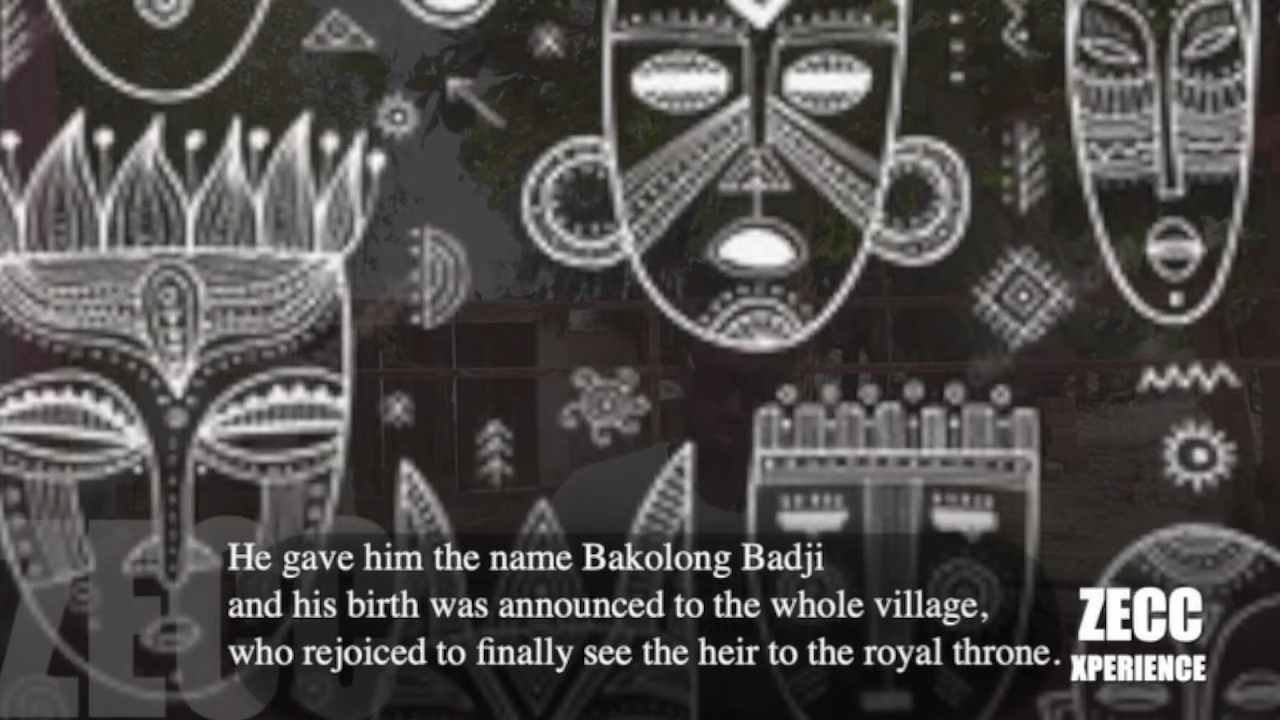 He gave him the name Bakolong Badji
and his birth was announced to the whole village,
who rejoiced to finally see the heir to the royal throne.
ZECC
XPERIENCE
ZECC